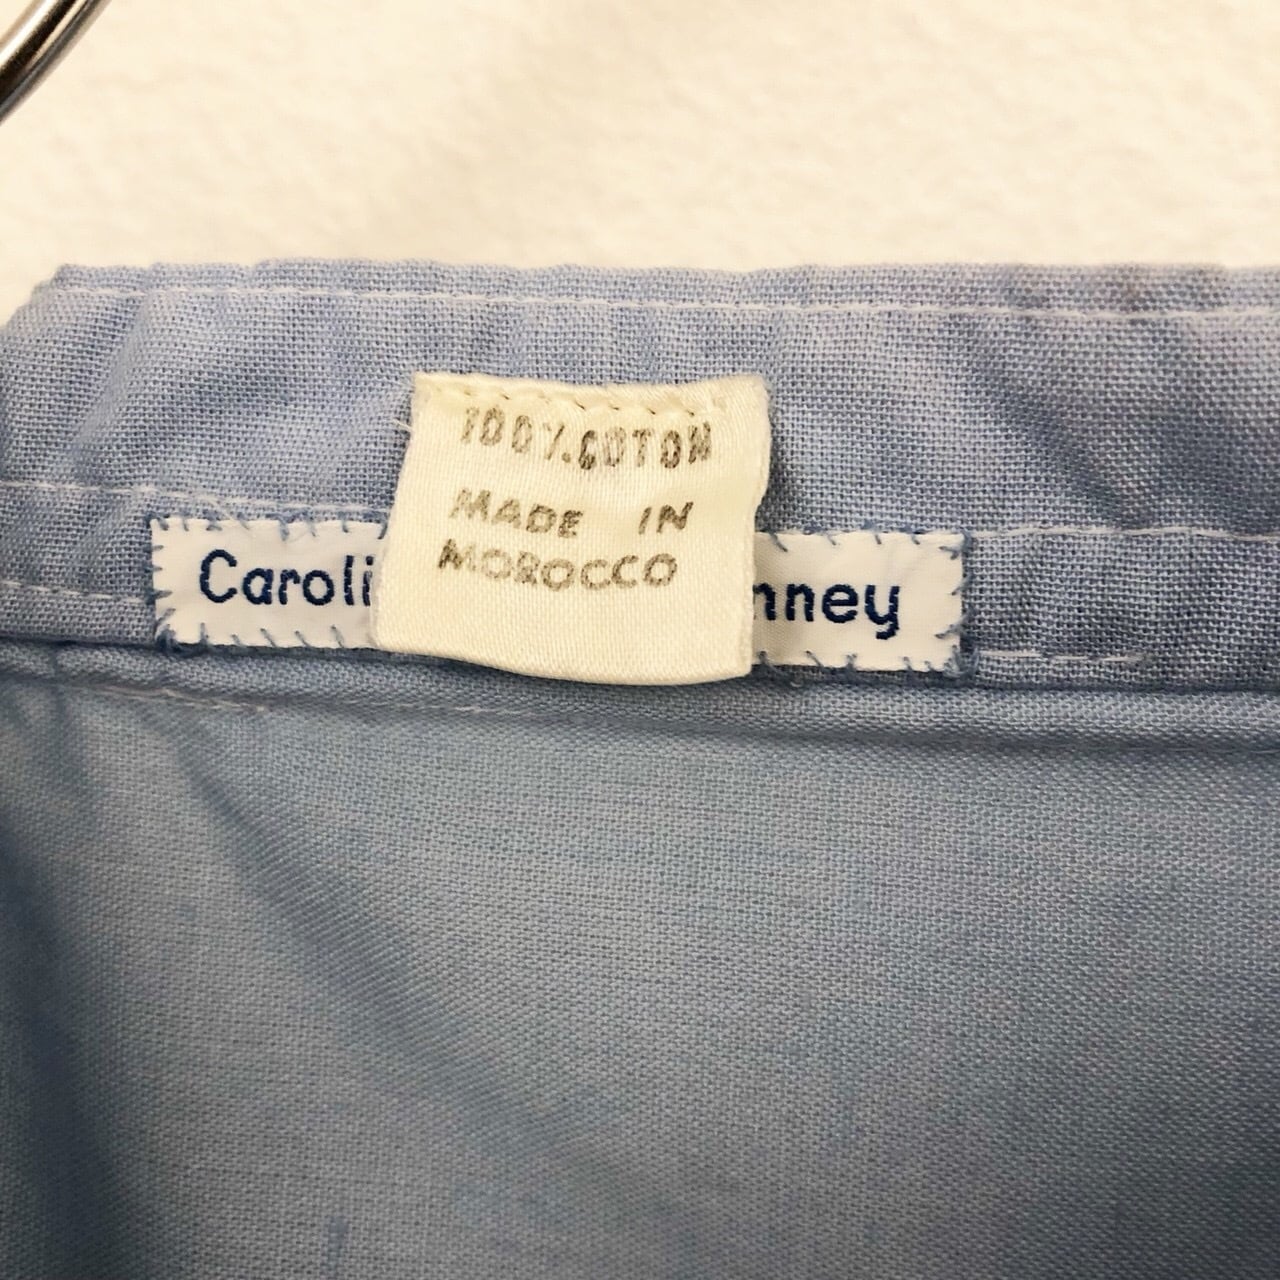 100%.COTON
MADE IN
MOROCCO
Caroli nney